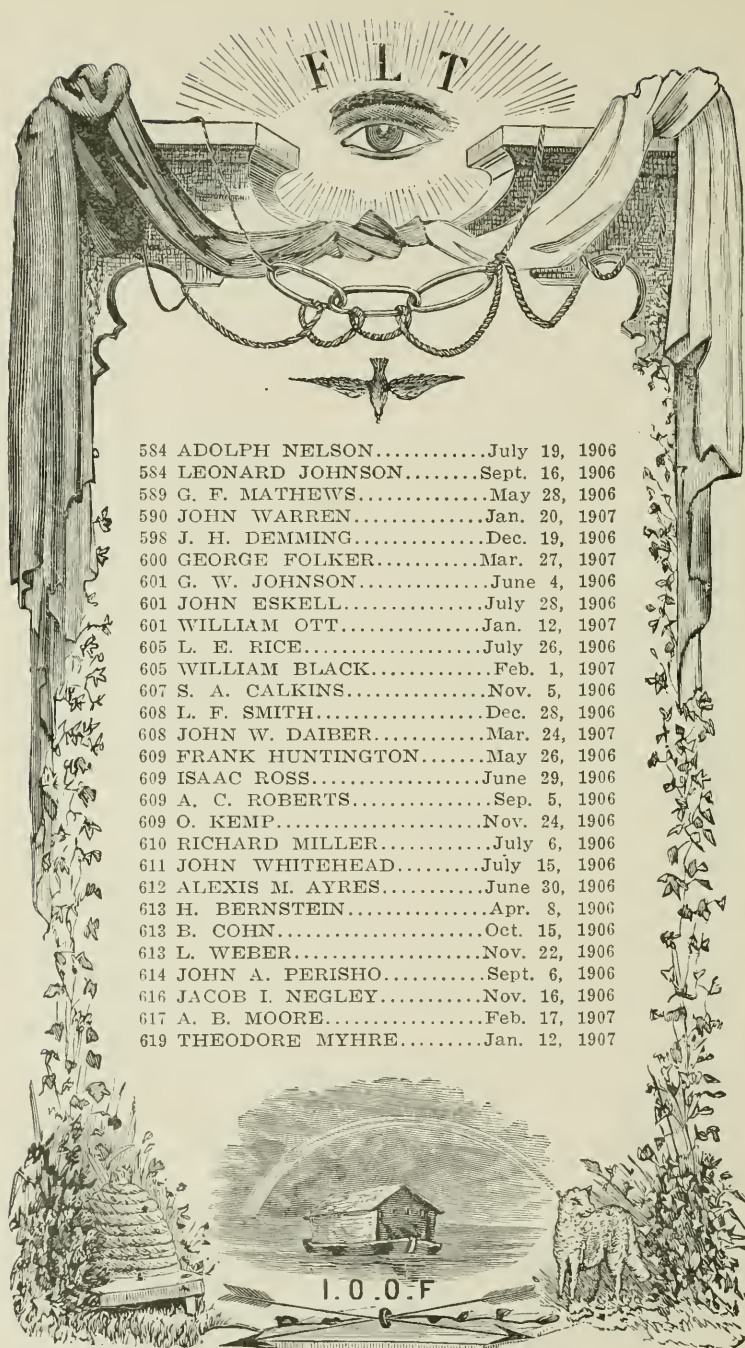 F L T
584 ADOLPH NELSON............July 19, 1906
584 LEONARD JOHNSON........Sept. 16, 1906
589 G. F. MATHEWS..............May 28, 1906
590 JOHN WARREN..............Jan. 20, 1907
598 J. H. DEMMING..............Dec. 19, 1906
600 GEORGE FOLKER...........Mar. 27, 1907
601 G. W. JOHNSON..............June 4, 1906
601 JOHN ESKELL...............July 28, 1906
601 WILLIAM OTT...............Jan. 12, 1907
605 L. E. RICE..................July 26, 1906
605 WILLIAM BLACK.............Feb. 1, 1907
607 S. A. CALKINS...............Nov. 5, 1906
608 L. F. SMITH..................Dec. 28, 1906
608 JOHN W. DAIBER............Mar. 24, 1907
609 FRANK HUNTINGTON.......May 26, 1906
609 ISAAC ROSS.................June 29, 1906
609 A. C. ROBERTS...............Sep. 5, 1906
609 O. KEMP.....................Nov. 24, 1906
610 RICHARD MILLER............July 6, 1906
611 JOHN WHITEHEAD..........July 15, 1906
612 ALEXIS M. AYRES...........June 30, 1906
613 H. BERNSTEIN...............Apr. 8, 1906
613 B. COHN.....................Oct. 15, 1906
613 L. WEBER...................Nov. 22, 1906
614 JOHN A. PERISHO...........Sept. 6, 1906
616 JACOB I. NEGLEY...........Nov. 16, 1906
617 A. B. MOORE.................Feb. 17, 1907
619 THEODORE MYHRE.........Jan. 12, 1907
I.O.O.F